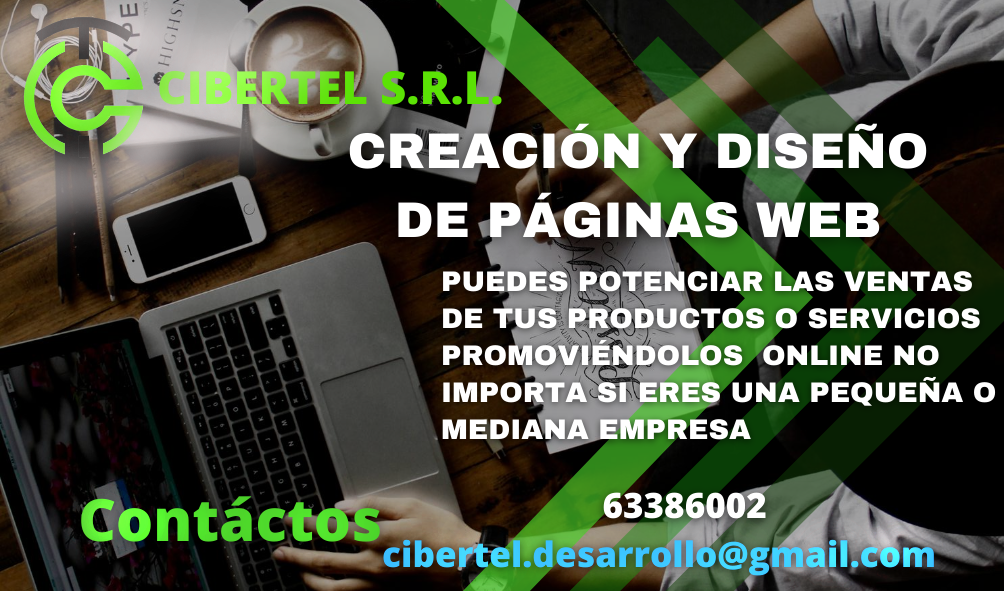 CIBERTEL S.R.L.
CREACIÓN Y DISEÑO
DE PÁGINAS WEB
PUEDES POTENCIAR LAS VENTAS
DE TUS PRODUCTOS O SERVICIOS
PROMOVIÉNDOLOS ONLINE NO
IMPORTA SI ERES UNA PEQUEÑA O
MEDIANA EMPRESA
Contáctos
63386002
cibertel.desarrollo@gmail.com